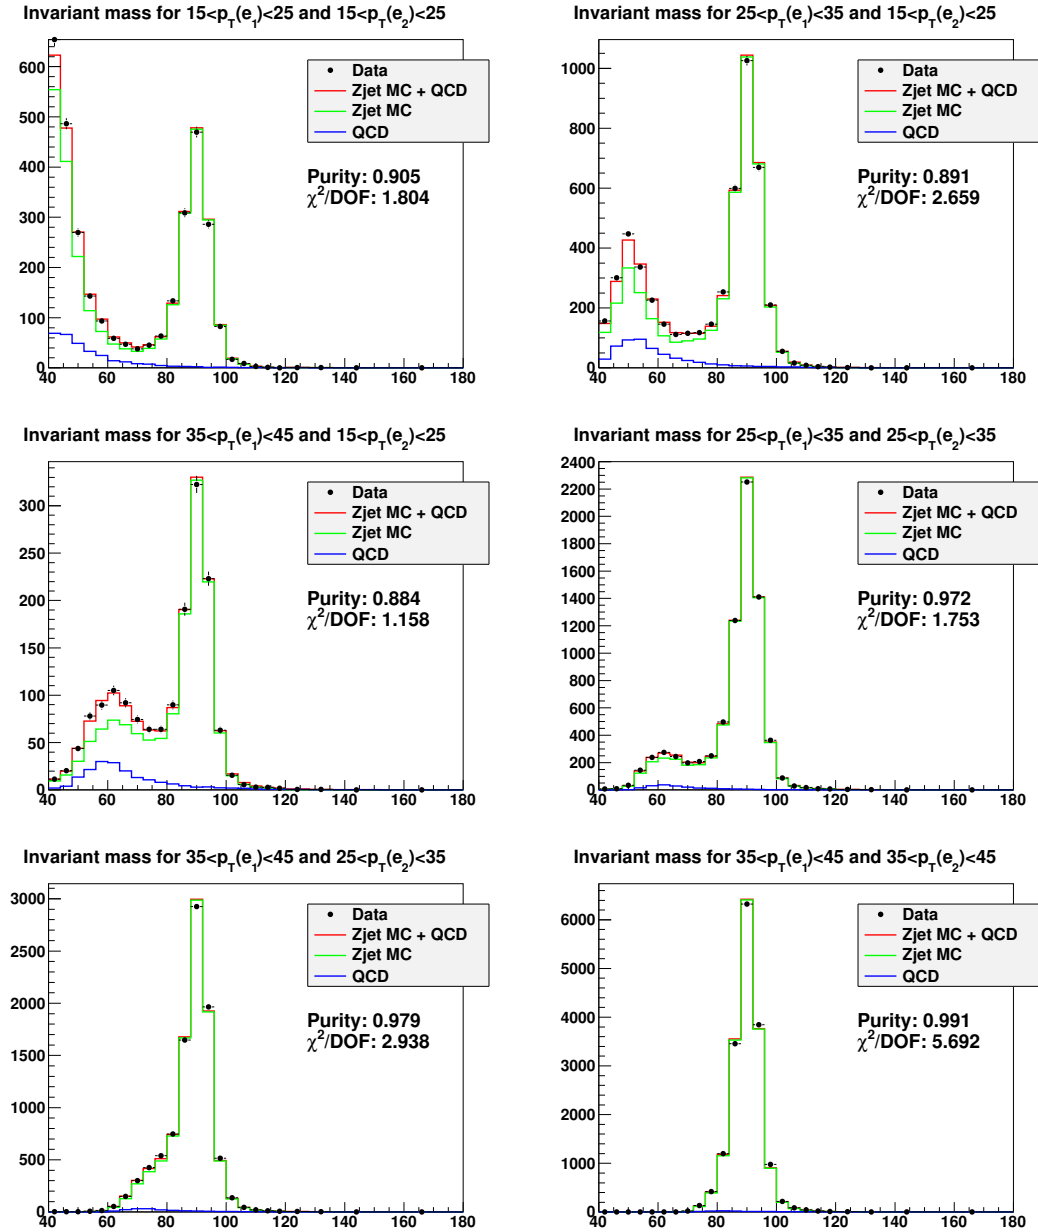 Invariant mass for 15<p_T(e_1)<25 and 15<p_T(e_2)<25
600
500
400
300
200
100
0
40 60 80 100 120 140 160 180
Data
Zjet MC + QCD
Zjet MC
QCD
Purity: 0.905
χ²/DOF: 1.804
Invariant mass for 25<p_T(e_1)<35 and 15<p_T(e_2)<25
1000
800
600
400
200
0
40 60 80 100 120 140 160 180
Data
Zjet MC + QCD
Zjet MC
QCD
Purity: 0.891
χ²/DOF: 2.659
Invariant mass for 35<p_T(e_1)<45 and 15<p_T(e_2)<25
300
250
200
150
100
50
0
40 60 80 100 120 140 160 180
Data
Zjet MC + QCD
Zjet MC
QCD
Purity: 0.884
χ²/DOF: 1.158
Invariant mass for 25<p_T(e_1)<35 and 25<p_T(e_2)<35
2400
2200
2000
1800
1600
1400
1200
1000
800
600
400
200
0
40 60 80 100 120 140 160 180
Data
Zjet MC + QCD
Zjet MC
QCD
Purity: 0.972
χ²/DOF: 1.753
Invariant mass for 35<p_T(e_1)<45 and 25<p_T(e_2)<35
3000
2500
2000
1500
1000
500
0
40 60 80 100 120 140 160 180
Data
Zjet MC + QCD
Zjet MC
QCD
Purity: 0.979
χ²/DOF: 2.938
Invariant mass for 35<p_T(e_1)<45 and 35<p_T(e_2)<45
6000
5000
4000
3000
2000
1000
0
40 60 80 100 120 140 160 180
Data
Zjet MC + QCD
Zjet MC
QCD
Purity: 0.991
χ²/DOF: 5.692